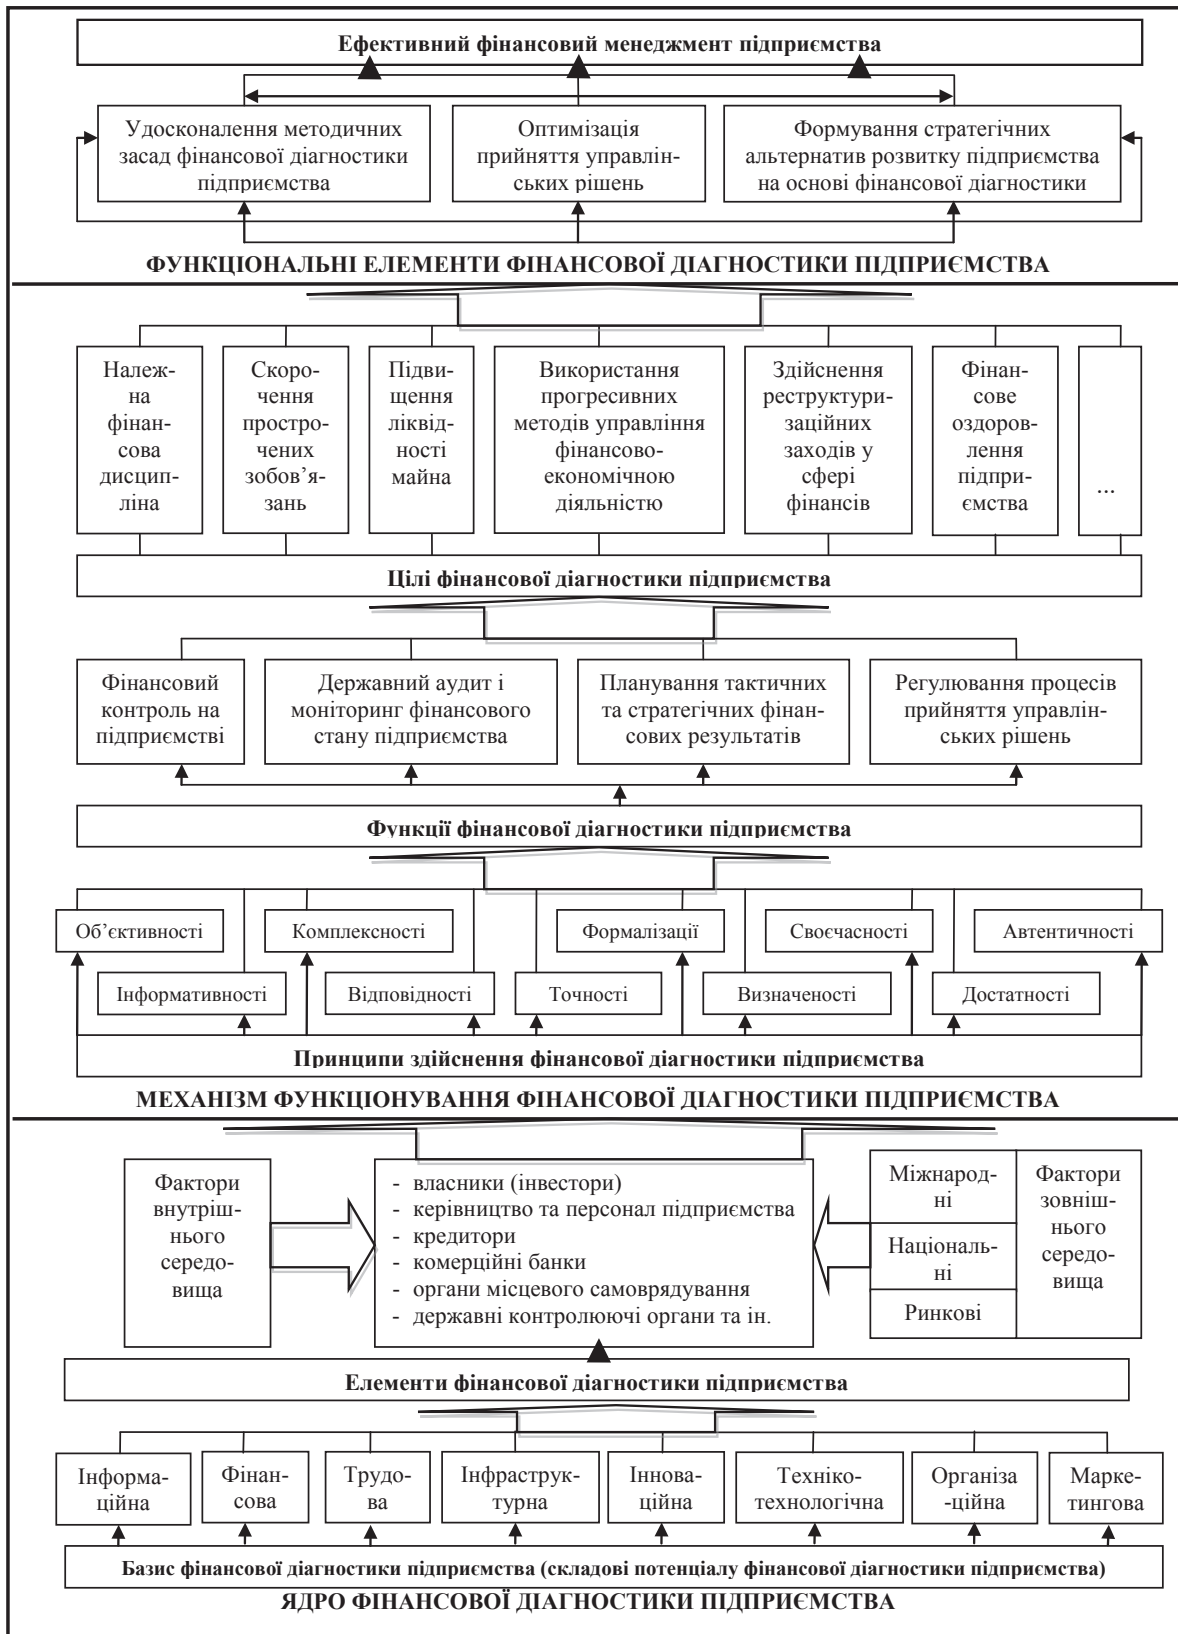 Ефективний фінансовий менеджмент підприємства
Удосконалення методичних
засад фінансової діагностики
підприємства
Оптимізація
прийняття управлін-
ських рішень
Формування стратегічних
альтернатив розвитку підприємства
на основі фінансової діагностики
ФУНКЦІОНАЛЬНІ ЕЛЕМЕНТИ ФІНАНСОВОЇ ДІАГНОСТИКИ ПІДПРИЄМСТВА
Належ-
на
фінан-
сова
дисцип-
ліна
Скоро-
чення
простро-
чених
зобов’я-
зань
Підви-
щення
ліквід-
ності
майна
Використання
прогресивних
методів управління
фінансово-
економічною
діяльністю
Здійснення
реструктури-
заційних
заходів у
сфері
фінансів
Фінан-
сове
оздоров-
лення
підпри-
ємства
...
Цілі фінансової діагностики підприємства
Фінансовий
контроль на
підприємстві
Державний аудит і
моніторинг фінансового
стану підприємства
Планування тактичних
та стратегічних фінан-
сових результатів
Регулювання процесів
прийняття управлін-
ських рішень
Функції фінансової діагностики підприємства
Об’єктивності
Комплексності
Формалізації
Своєчасності
Автентичності
Інформативності
Відповідності
Точності
Визначеності
Достатності
Принципи здійснення фінансової діагностики підприємства
МЕХАНІЗМ ФУНКЦІОНУВАННЯ ФІНАНСОВОЇ ДІАГНОСТИКИ ПІДПРИЄМСТВА
Фактори
внутріш-
нього
середо-
вища
- власники (інвестори)
- керівництво та персонал підприємства
- кредитори
- комерційні банки
- органи місцевого самоврядування
- державні контролюючі органи та ін.
Міжнарод-
ні
Національ-
ні
Ринкові
Фактори
зовніш-
нього
середо-
вища
Елементи фінансової діагностики підприємства
Інформа-
ційна
Фінан-
сова
Трудо-
ва
Інфраструк-
турна
Іннова-
ційна
Техніко-
технологічна
Організа
-ційна
Марке-
тингова
Базис фінансової діагностики підприємства (складові потенціалу фінансової діагностики підприємства)
ЯДРО ФІНАНСОВОЇ ДІАГНОСТИКИ ПІДПРИЄМСТВА